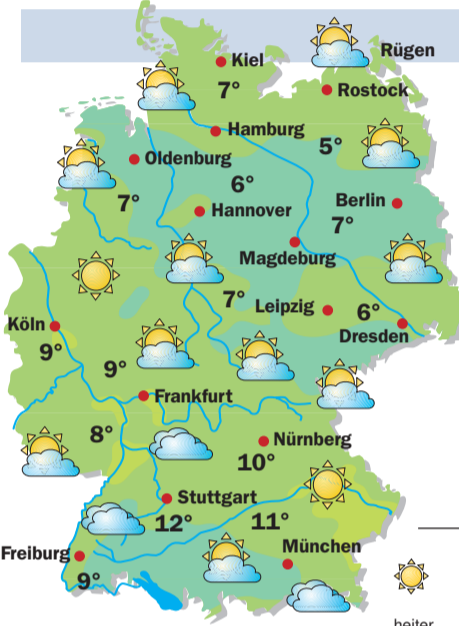 Kiel
Rügen
7°
Rostock
Hamburg
5°
Oldenburg
6°
7°
Hannover
Berlin
7°
Magdeburg
7°
Leipzig
6°
Köln
Dresden
9°
9°
Frankfurt
8°
Nürnberg
10°
Stuttgart
12°
11°
München
Freiburg
9°
heiter